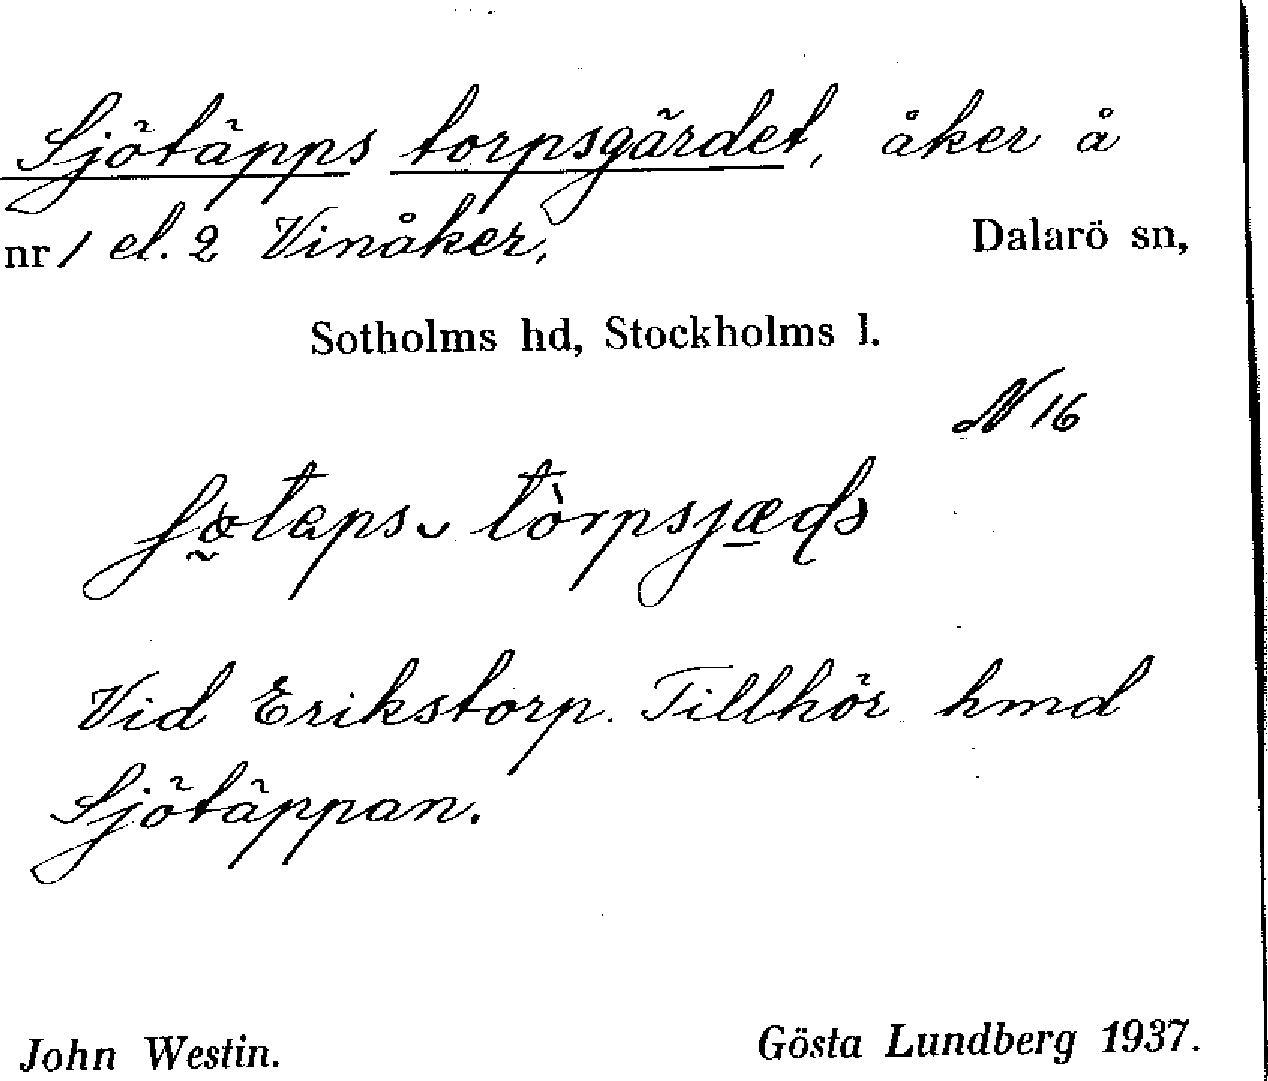 Sjötäpps torpsgärdet, åker å
nr 1 el. 2 Vinåker,
Dalarö sn,
Sotholms hd, Stockholms l.
N 16
Vid Erikstorp. Tillhör hmd
Sjötäppan.
John Westin.
Gösta Lundberg 1937.